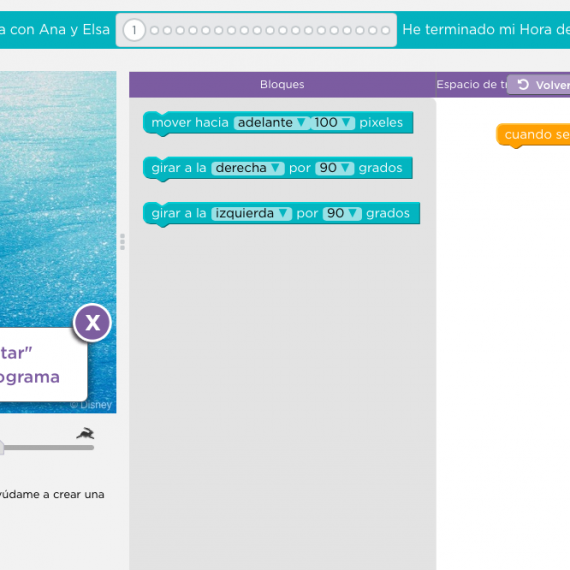 a con Ana y Elsa 1 He terminado mi Hora de
Bloques Espacio de Volver
mover hacia adelante ▼ 100 ▼ pixeles
cuando se
girar a la derecha ▼ por 90 ▼ grados
girar a la izquierda ▼ por 90 ▼ grados
X
tar"
ograma
© Disney
údame a crear una